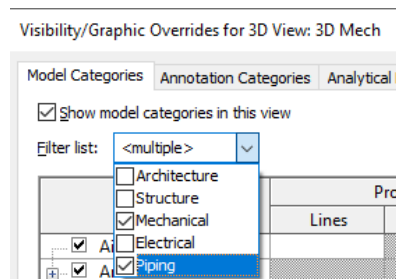 Visibility/Graphic Overrides for 3D View: 3D Mech
Model Categories Annotation Categories Analytical
Show model categories in this view
Filter list: <multiple>
Architecture
Structure
Mechanical
Electrical
Piping
Lines